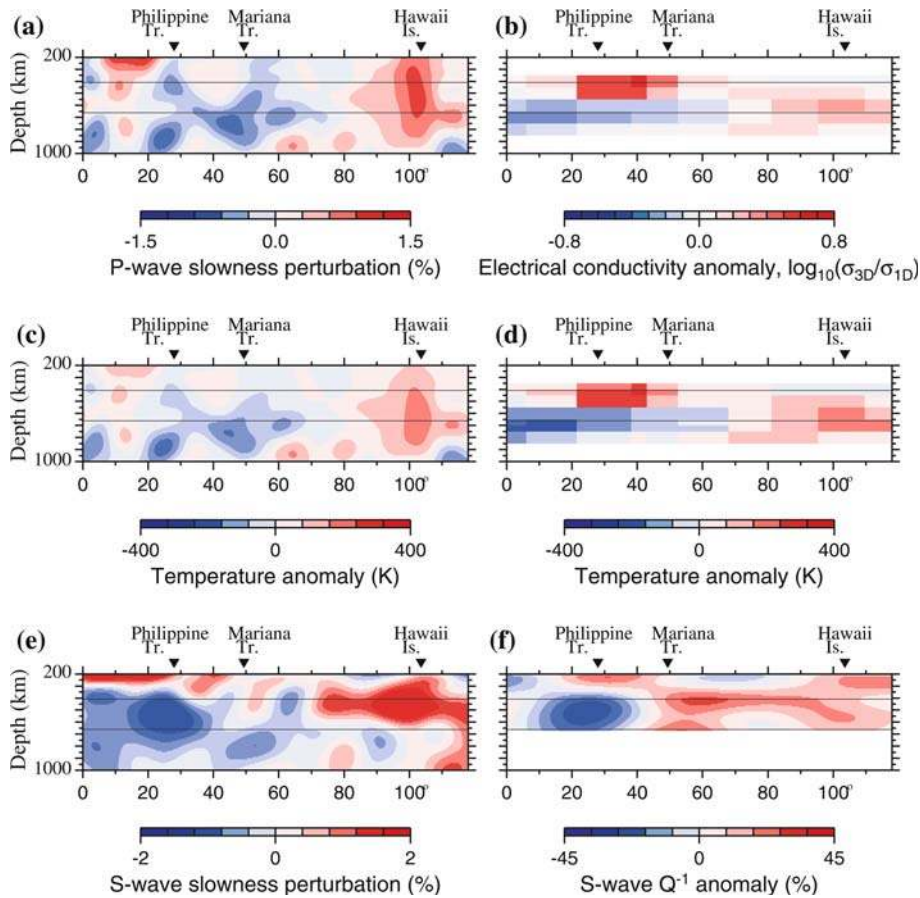 (a)
Philippine
Tr.
Mariana
Tr.
Hawaii
Is.
200
Depth (km)
1000
0 20 40 60 80 100°
-1.5 0.0 1.5
P-wave slowness perturbation (%)
(b)
Philippine
Tr.
Mariana
Tr.
Hawaii
Is.
0 20 40 60 80 100°
-0.8 0.0 0.8
Electrical conductivity anomaly, log₁₀(σ₃D/σ₁D)
(c)
Philippine
Tr.
Mariana
Tr.
Hawaii
Is.
200
Depth (km)
1000
0 20 40 60 80 100°
-400 0 400
Temperature anomaly (K)
(d)
Philippine
Tr.
Mariana
Tr.
Hawaii
Is.
0 20 40 60 80 100°
-400 0 400
Temperature anomaly (K)
(e)
Philippine
Tr.
Mariana
Tr.
Hawaii
Is.
200
Depth (km)
1000
0 20 40 60 80 100°
-2 0 2
S-wave slowness perturbation (%)
(f)
Philippine
Tr.
Mariana
Tr.
Hawaii
Is.
0 20 40 60 80 100°
-45 0 45
S-wave Q⁻¹ anomaly (%)